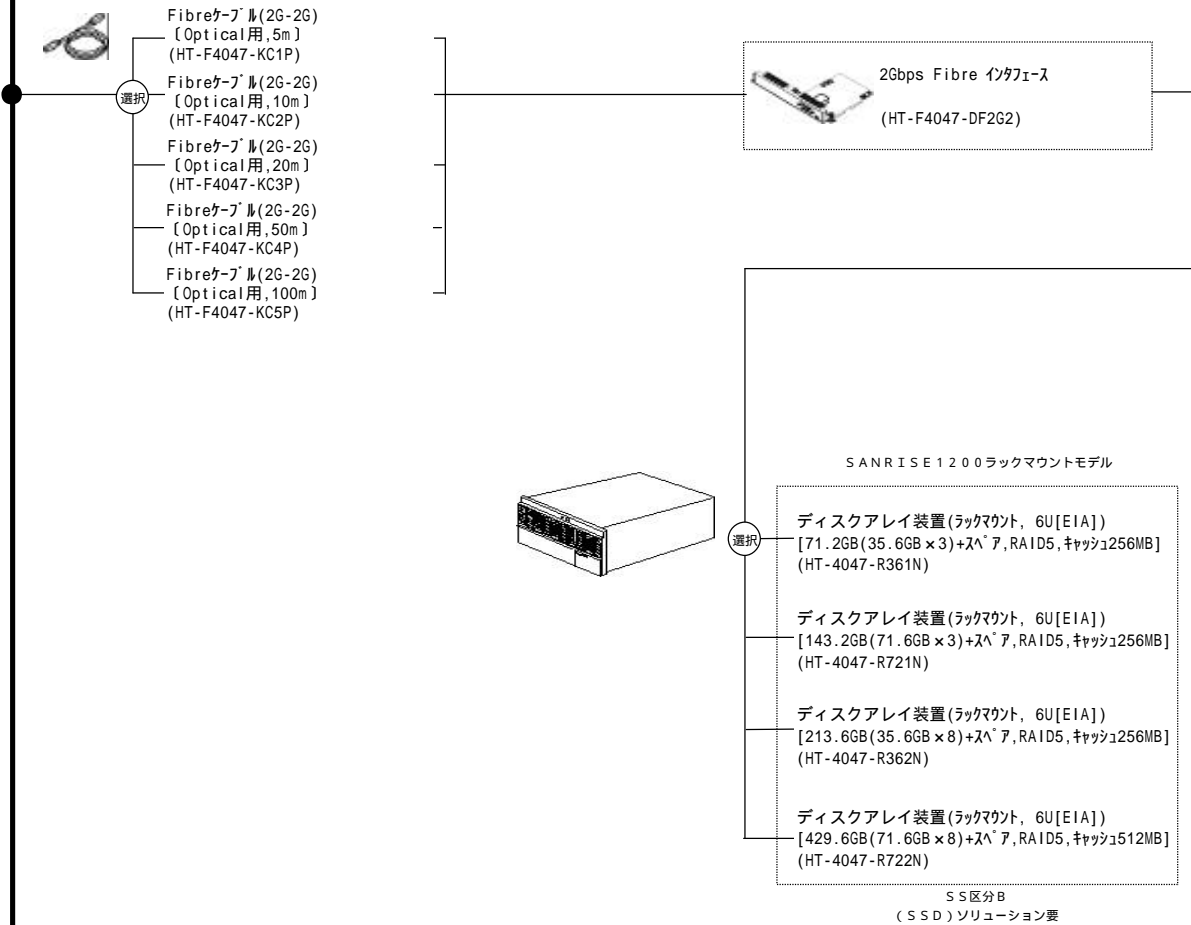 Fibreｹｰﾌﾞﾙ(2G-2G)
〔Optical用,5m〕
(HT-F4047-KC1P)
選択
Fibreｹｰﾌﾞﾙ(2G-2G)
〔Optical用,10m〕
(HT-F4047-KC2P)
Fibreｹｰﾌﾞﾙ(2G-2G)
〔Optical用,20m〕
(HT-F4047-KC3P)
Fibreｹｰﾌﾞﾙ(2G-2G)
〔Optical用,50m〕
(HT-F4047-KC4P)
Fibreｹｰﾌﾞﾙ(2G-2G)
〔Optical用,100m〕
(HT-F4047-KC5P)
2Gbps Fibre ｲﾝﾀﾌｪｰｽ
(HT-F4047-DF2G2)
ＳＡＮＲＩＳＥ１２００ラックマウントモデル
選択
ディスクアレイ装置(ﾗｯｸﾏｳﾝﾄ, 6U[EIA])
[71.2GB(35.6GB×3)+ｽﾍﾟｱ,RAID5,ｷｬｯｼｭ256MB]
(HT-4047-R361N)
ディスクアレイ装置(ﾗｯｸﾏｳﾝﾄ, 6U[EIA])
[143.2GB(71.6GB×3)+ｽﾍﾟｱ,RAID5,ｷｬｯｼｭ256MB]
(HT-4047-R721N)
ディスクアレイ装置(ﾗｯｸﾏｳﾝﾄ, 6U[EIA])
[213.6GB(35.6GB×8)+ｽﾍﾟｱ,RAID5,ｷｬｯｼｭ256MB]
(HT-4047-R362N)
ディスクアレイ装置(ﾗｯｸﾏｳﾝﾄ, 6U[EIA])
[429.6GB(71.6GB×8)+ｽﾍﾟｱ,RAID5,ｷｬｯｼｭ512MB]
(HT-4047-R722N)
ＳＳ区分Ｂ
（ＳＳＤ）ソリューション要